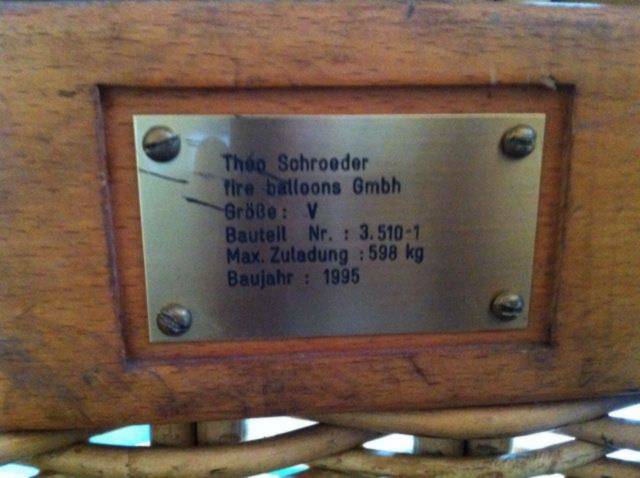 Theo Schroeder
fire balloons Gmbh
Größe : V
Bauteil Nr. : 3.510-1
Max. Zuladung : 598 kg
Baujahr : 1995